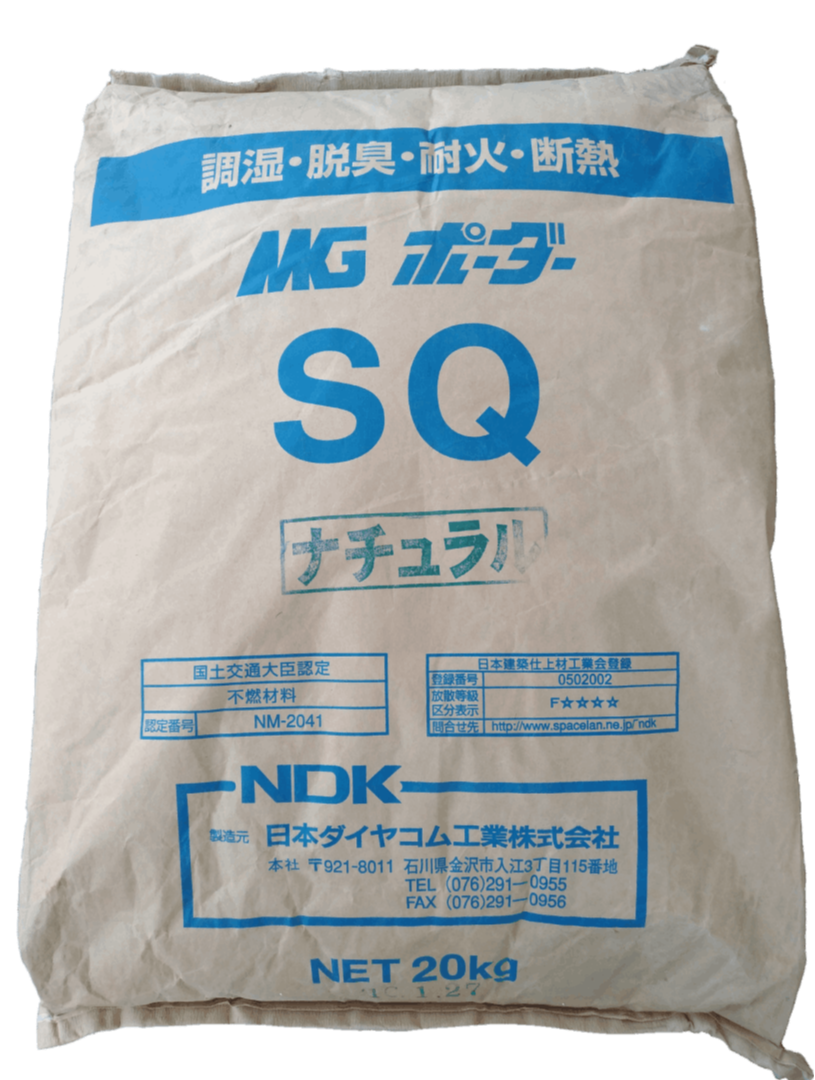 調湿・脱臭・耐火・断熱
MG ポーダー
SQ
ナチュラル
国土交通大臣認定
不燃材料
認定番号 NM-2041
日本建築仕上材工業会登録
登録番号 0502002
放散等級
区分表示 F☆☆☆☆
問合せ先 http://www.spacelan.ne.jp/~ndk
NDK
製造元 日本ダイヤコム工業株式会社
本社 〒921-8011 石川県金沢市入江3丁目115番地
TEL (076)291-0955
FAX (076)291-0956
NET 20kg
1.27